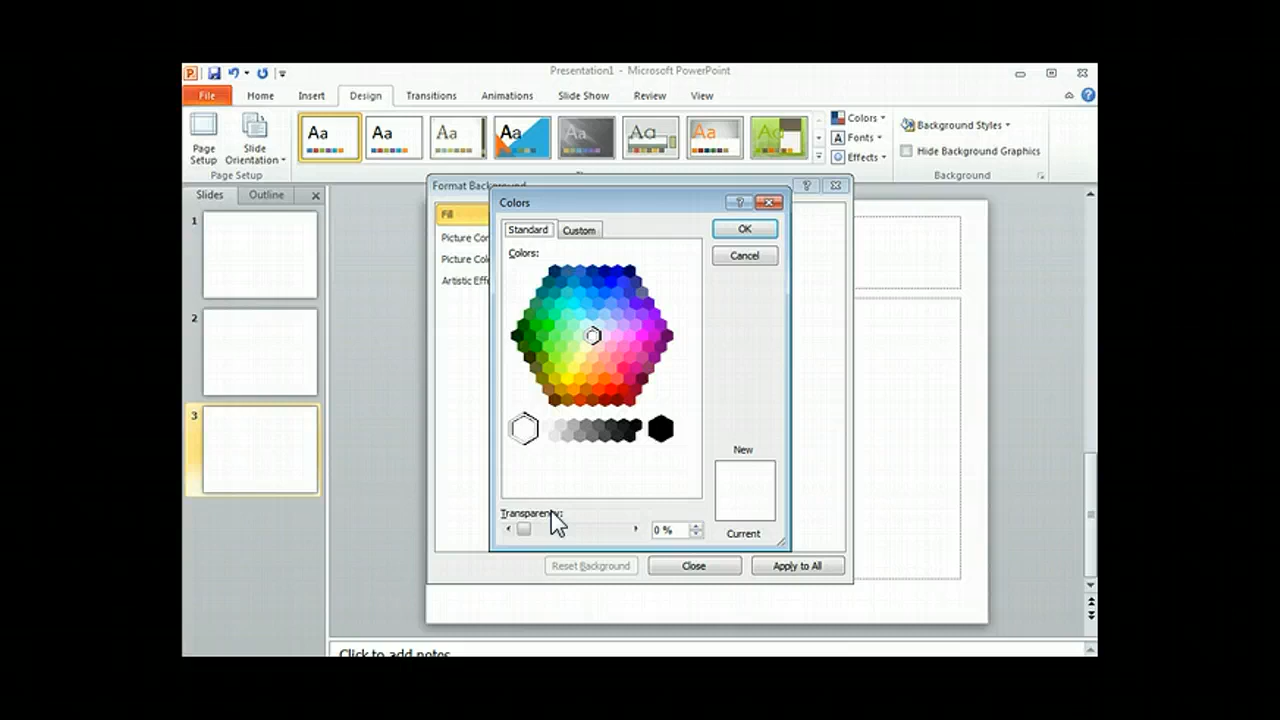 Presentation1 - Microsoft PowerPoint
File Home Insert Design Transitions Animations Slide Show Review View
Page Setup
Slide Orientation
Aa Aa Aa Aa Aa Aa Aa Aa
Colors
Fonts
Effects
Background Styles
Hide Background Graphics
Page Setup
Background
Slides Outline
1
2
3
Format Background
Fill
Picture Cor
Picture Colo
Artistic Effe
Colors
Standard Custom
OK
Cancel
Colors:
New
Transparency:
0 %
Current
Reset Background
Close
Apply to All
Click to add notes